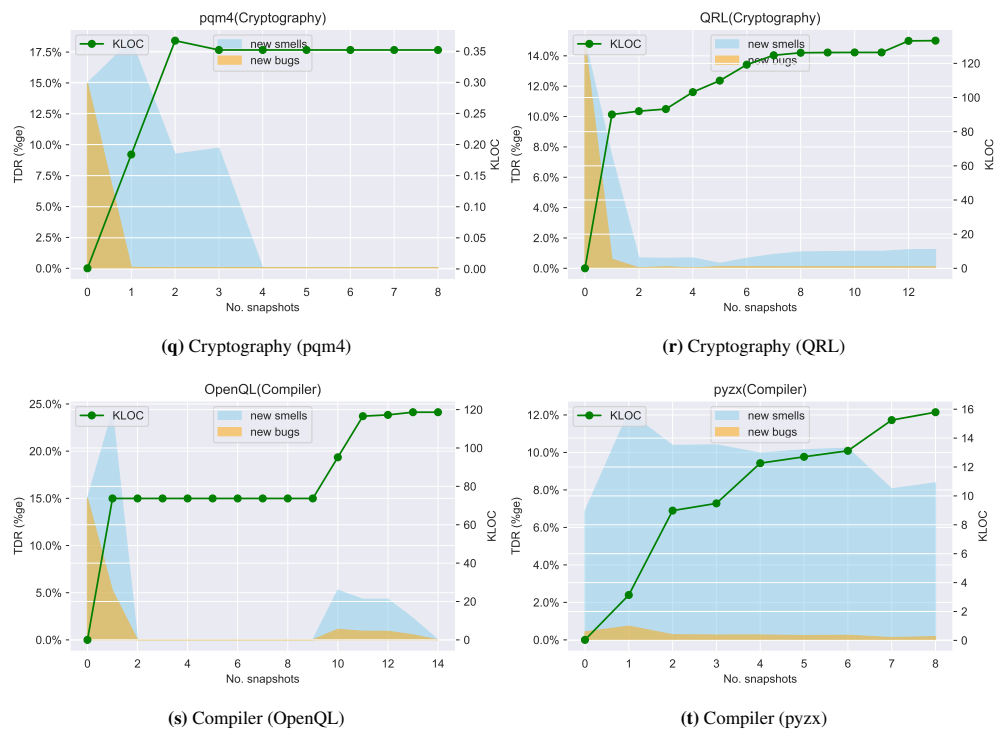 pqm4(Cryptography)
KLOC
new smells
new bugs
17.5%
15.0%
12.5%
10.0%
7.5%
5.0%
2.5%
0.0%
TDR (%ge)
0.35
0.30
0.25
0.20
0.15
0.10
0.05
0.00
KLOC
0 1 2 3 4 5 6 7 8
No. snapshots
(q) Cryptography (pqm4)
QRL(Cryptography)
KLOC
new smells
new bugs
14.0%
12.0%
10.0%
8.0%
6.0%
4.0%
2.0%
0.0%
TDR (%ge)
120
100
80
60
40
20
0
KLOC
0 2 4 6 8 10 12
No. snapshots
(r) Cryptography (QRL)
OpenQL(Compiler)
KLOC
new smells
new bugs
25.0%
20.0%
15.0%
10.0%
5.0%
0.0%
TDR (%ge)
120
100
80
60
40
20
0
KLOC
0 2 4 6 8 10 12 14
No. snapshots
(s) Compiler (OpenQL)
pyzx(Compiler)
KLOC
new smells
new bugs
12.0%
10.0%
8.0%
6.0%
4.0%
2.0%
0.0%
TDR (%ge)
16
14
12
10
8
6
4
2
0
KLOC
0 1 2 3 4 5 6 7 8
No. snapshots
(t) Compiler (pyzx)